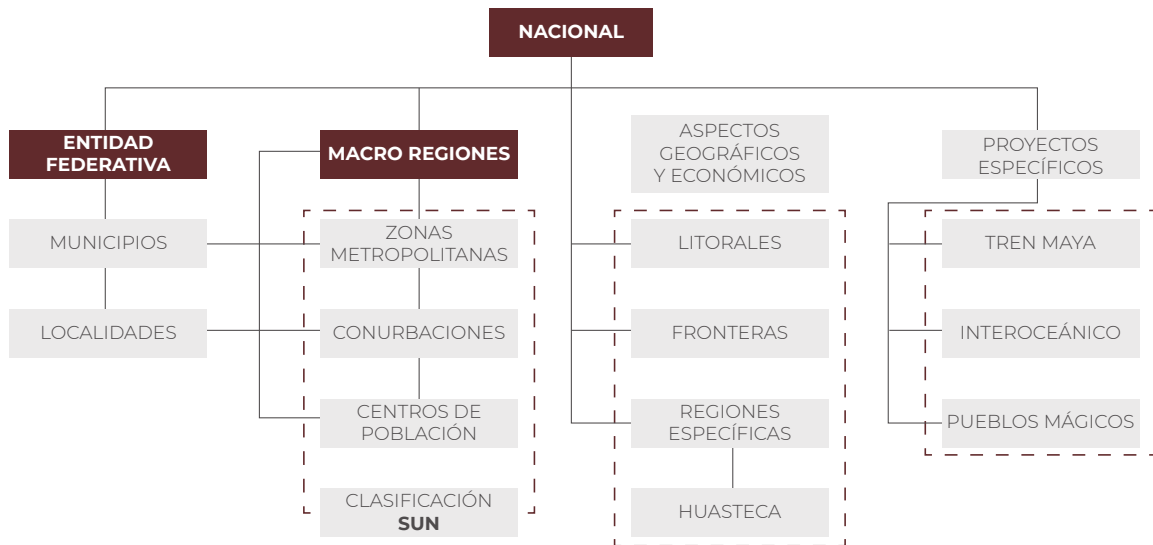 NACIONAL
ENTIDAD
FEDERATIVA
MUNICIPIOS
LOCALIDADES
MACRO REGIONES
ZONAS
METROPOLITANAS
CONURBACIONES
CENTROS DE
POBLACIÓN
CLASIFICACIÓN
SUN
ASPECTOS
GEOGRÁFICOS
Y ECONÓMICOS
LITORALES
FRONTERAS
REGIONES
ESPECÍFICAS
HUASTECA
PROYECTOS
ESPECÍFICOS
TREN MAYA
INTEROCEÁNICO
PUEBLOS MÁGICOS